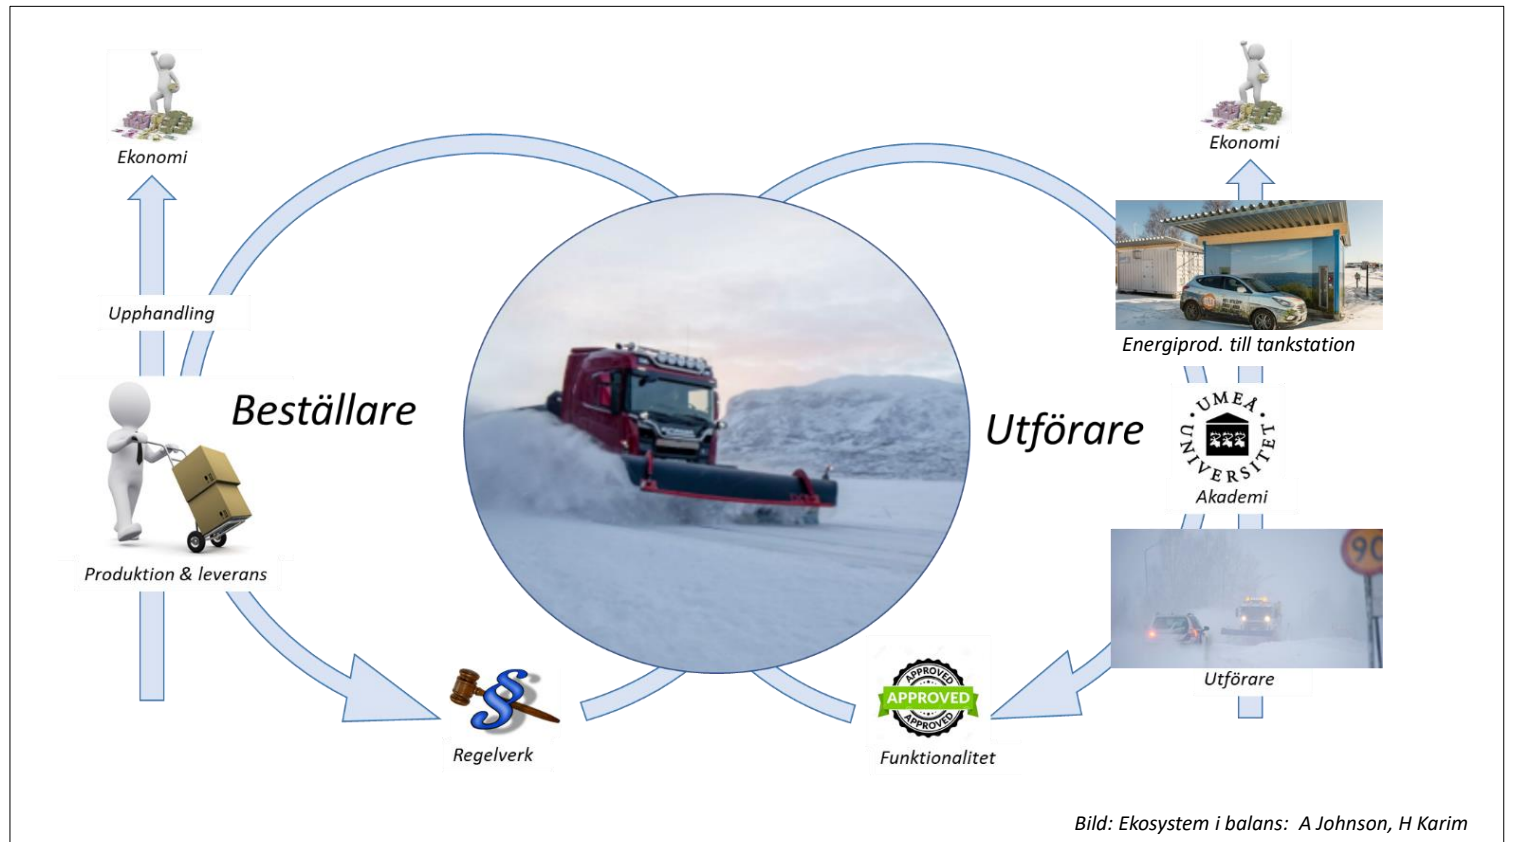 Ekonomi
Upphandling
Beställare
Produktion & leverans
Regelverk
Ekonomi
Energiprod. till tankstation
Utförare
UMEÅ
UNIVERSITET
Akademi
90
Utförare
APPROVED
APPROVED
APPROVED
Funktionalitet
Bild: Ekosystem i balans: A Johnson, H Karim